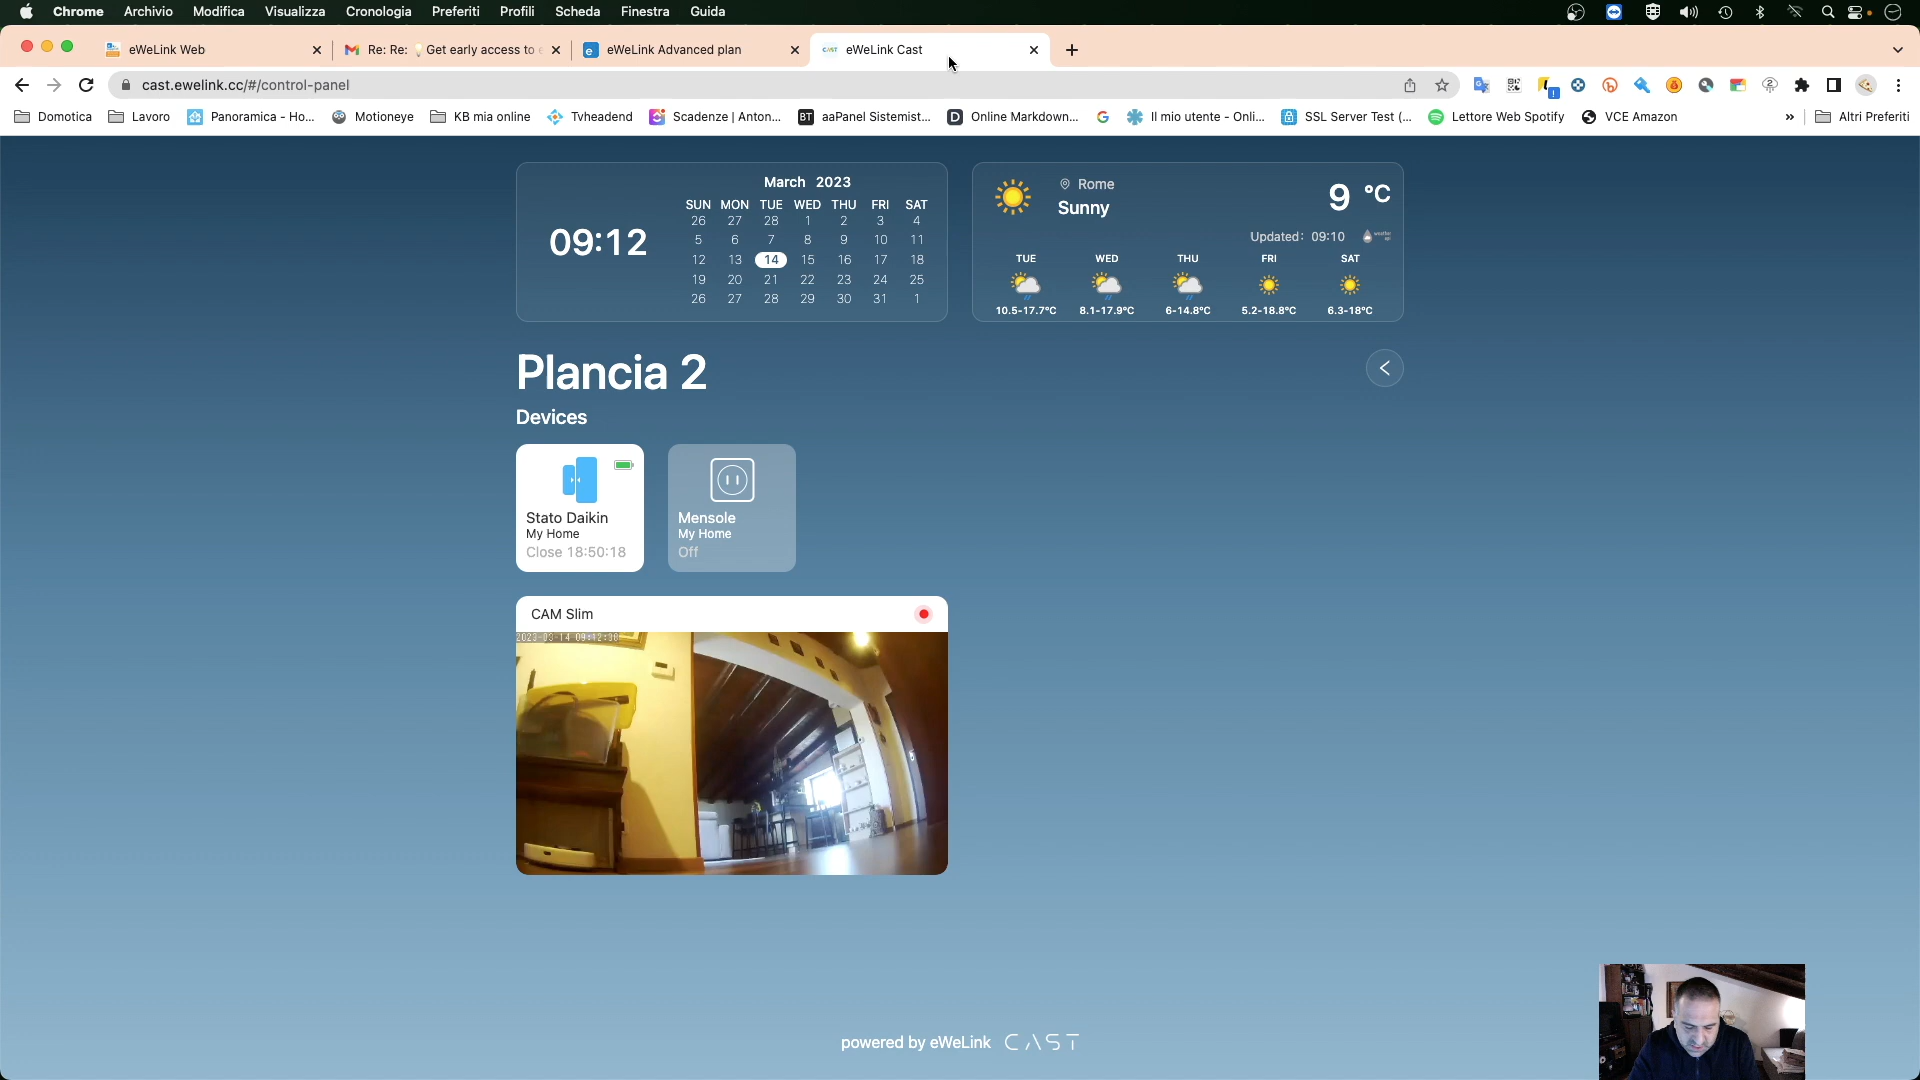 Chrome Archivio Modifica Visualizza Cronologia Preferiti Profili Scheda Finestra Guida
eWeLink Web
Re: Re: Get early access to e
eWeLink Advanced plan
CAST eWeLink Cast
cast.ewelink.cc/#/control-panel
Domotica Lavoro Panoramica - Ho... Motioneye KB mia online Tvheadend Scadenze | Anton... BT aaPanel Sistemist... D Online Markdown... G Il mio utente - Onli... SSL Server Test (... Lettore Web Spotify VCE Amazon » Altri Preferiti
March 2023
SUN MON TUE WED THU FRI SAT
26 27 28 1 2 3 4
5 6 7 8 9 10 11
12 13 14 15 16 17 18
19 20 21 22 23 24 25
26 27 28 29 30 31 1
09:12
Rome
Sunny
9 °C
Updated: 09:10
TUE WED THU FRI SAT
10.5-17.7°C 8.1-17.9°C 6-14.8°C 5.2-18.8°C 6.3-18°C
Plancia 2
Devices
Stato Daikin
My Home
Close 18:50:18
Mensole
My Home
Off
CAM Slim
powered by eWeLink CAST